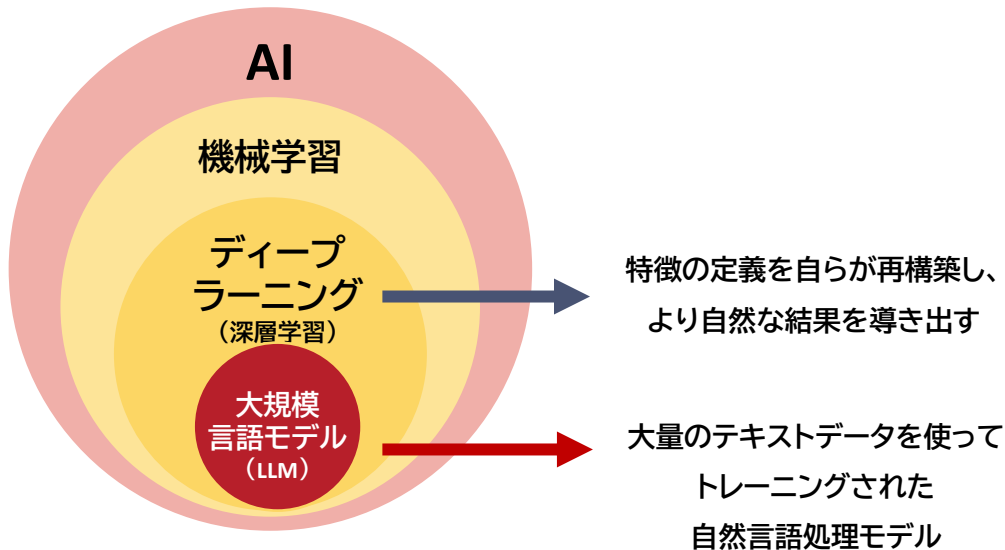 AI
機械学習
ディープ
ラーニング
（深層学習）
特徴の定義を自らが再構築し、
より自然な結果を導き出す
大規模
言語モデル
（LLM）
大量のテキストデータを使って
トレーニングされた
自然言語処理モデル